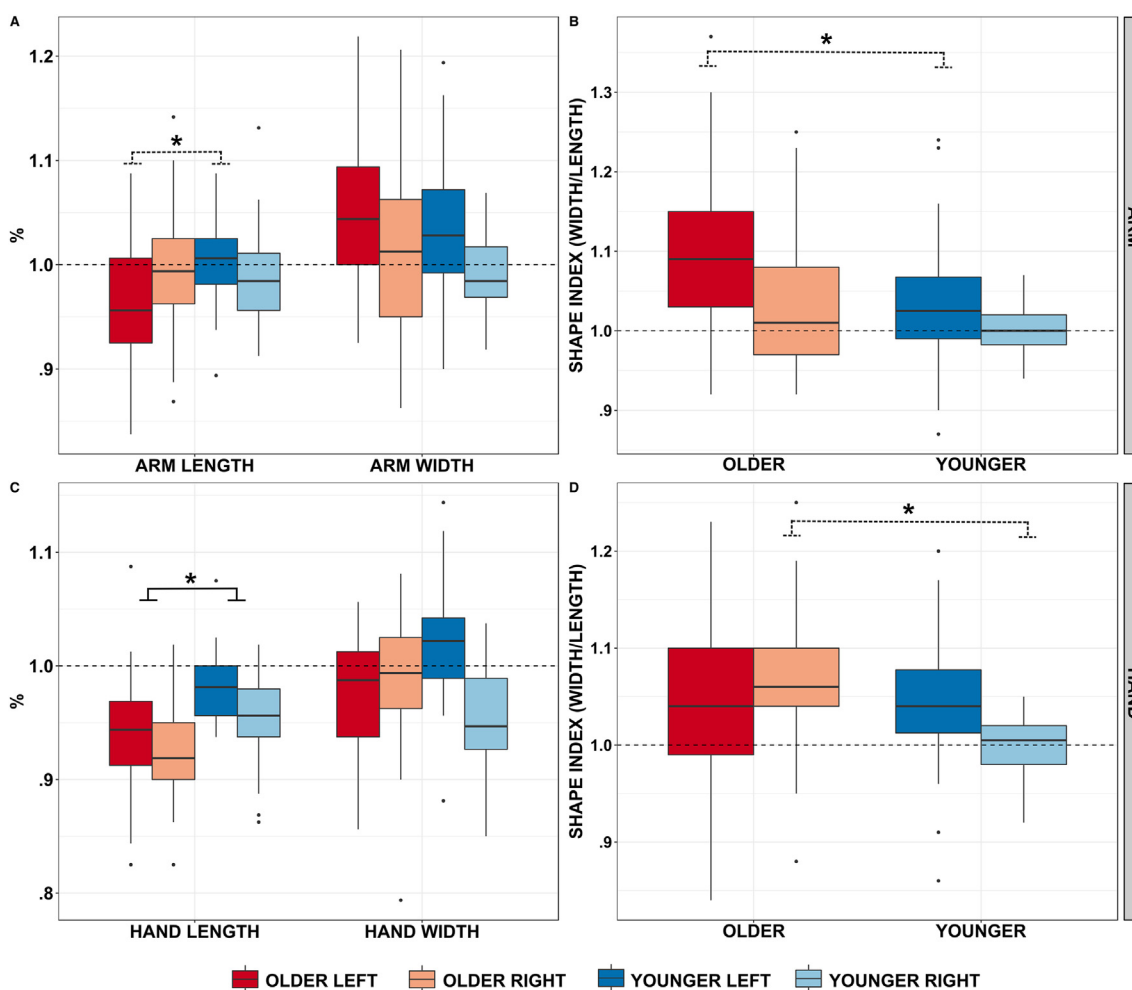 A
1.2
1.1
1.0
.9
%
*
ARM LENGTH
ARM WIDTH
B
1.3
1.2
1.1
1.0
.9
SHAPE INDEX (WIDTH/LENGTH)
*
OLDER
YOUNGER
ARM
C
1.1
1.0
.9
.8
%
*
HAND LENGTH
HAND WIDTH
D
1.2
1.1
1.0
.9
SHAPE INDEX (WIDTH/LENGTH)
*
OLDER
YOUNGER
HAND
OLDER LEFT
OLDER RIGHT
YOUNGER LEFT
YOUNGER RIGHT